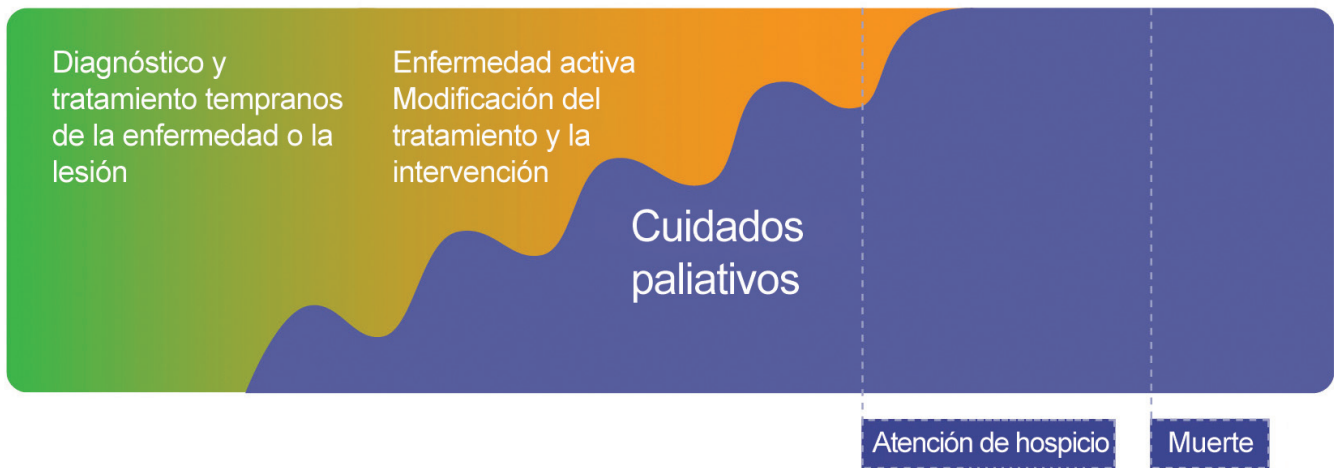 Diagnóstico y
tratamiento tempranos
de la enfermedad o la
lesión
Enfermedad activa
Modificación del
tratamiento y la
intervención
Cuidados
paliativos
Atención de hospicio
Muerte